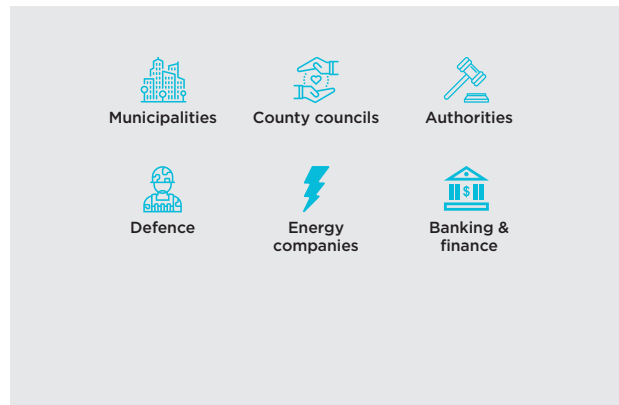 Municipalities
County councils
Authorities
Defence
Energy
companies
Banking &
finance